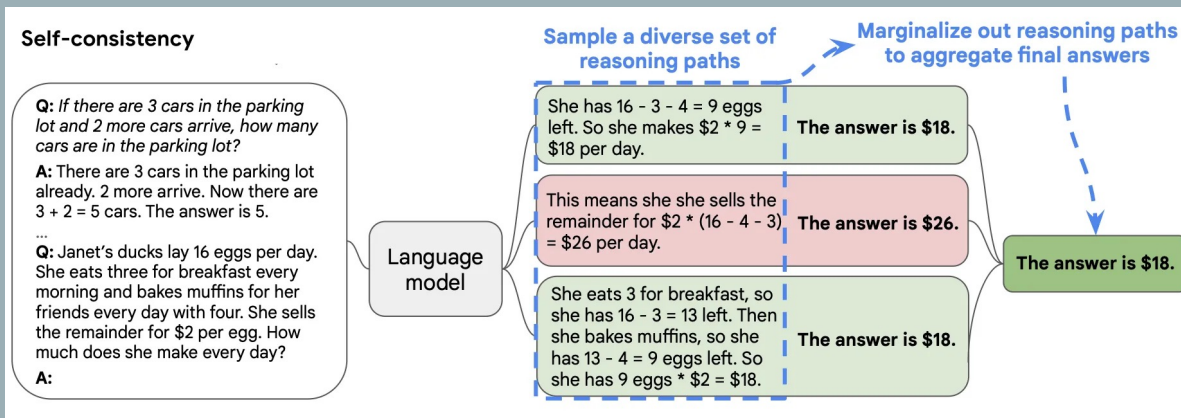 Self-consistency
Sample a diverse set of
reasoning paths
Marginalize out reasoning paths
to aggregate final answers
Q: If there are 3 cars in the parking
lot and 2 more cars arrive, how many
cars are in the parking lot?
A: There are 3 cars in the parking lot
already. 2 more arrive. Now there are
3 + 2 = 5 cars. The answer is 5.
...
Q: Janet's ducks lay 16 eggs per day.
She eats three for breakfast every
morning and bakes muffins for her
friends every day with four. She sells
the remainder for $2 per egg. How
much does she make every day?
A:
Language
model
She has 16 - 3 - 4 = 9 eggs
left. So she makes $2 * 9 =
$18 per day.
The answer is $18.
This means she she sells the
remainder for $2 * (16 - 4 - 3)
= $26 per day.
The answer is $26.
She eats 3 for breakfast, so
she has 16 - 3 = 13 left. Then
she bakes muffins, so she
has 13 - 4 = 9 eggs left. So
she has 9 eggs * $2 = $18.
The answer is $18.
The answer is $18.